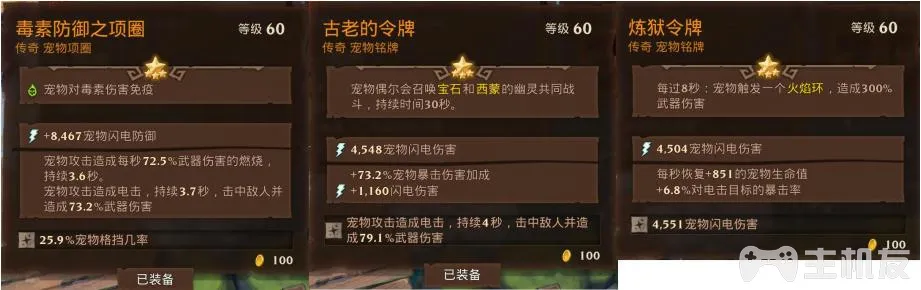 毒素防御之项圈
等级 60
传奇 宠物项圈
宠物对毒素伤害免疫
+8,467宠物闪电防御
宠物攻击造成每秒72.5%武器伤害的燃烧，
持续3.6秒。
宠物攻击造成电击，持续3.7秒，击中敌人并
造成73.2%武器伤害
25.9%宠物格挡几率
100
已装备
古老的令牌
等级 60
传奇 宠物铭牌
宠物偶尔会召唤宝石和西蒙的幽灵共同战
斗，持续时间30秒。
4,548宠物闪电伤害
+73.2%宠物暴击伤害加成
+1,160闪电伤害
宠物攻击造成电击，持续4秒，击中敌人并造
成79.1%武器伤害
100
已装备
炼狱令牌
等级 60
传奇 宠物铭牌
每过8秒：宠物触发一个火焰环，造成300%
武器伤害
4,504宠物闪电伤害
每秒恢复+851的宠物生命值
+6.8%对电击目标的暴击率
4,551宠物闪电伤害
100
主机友